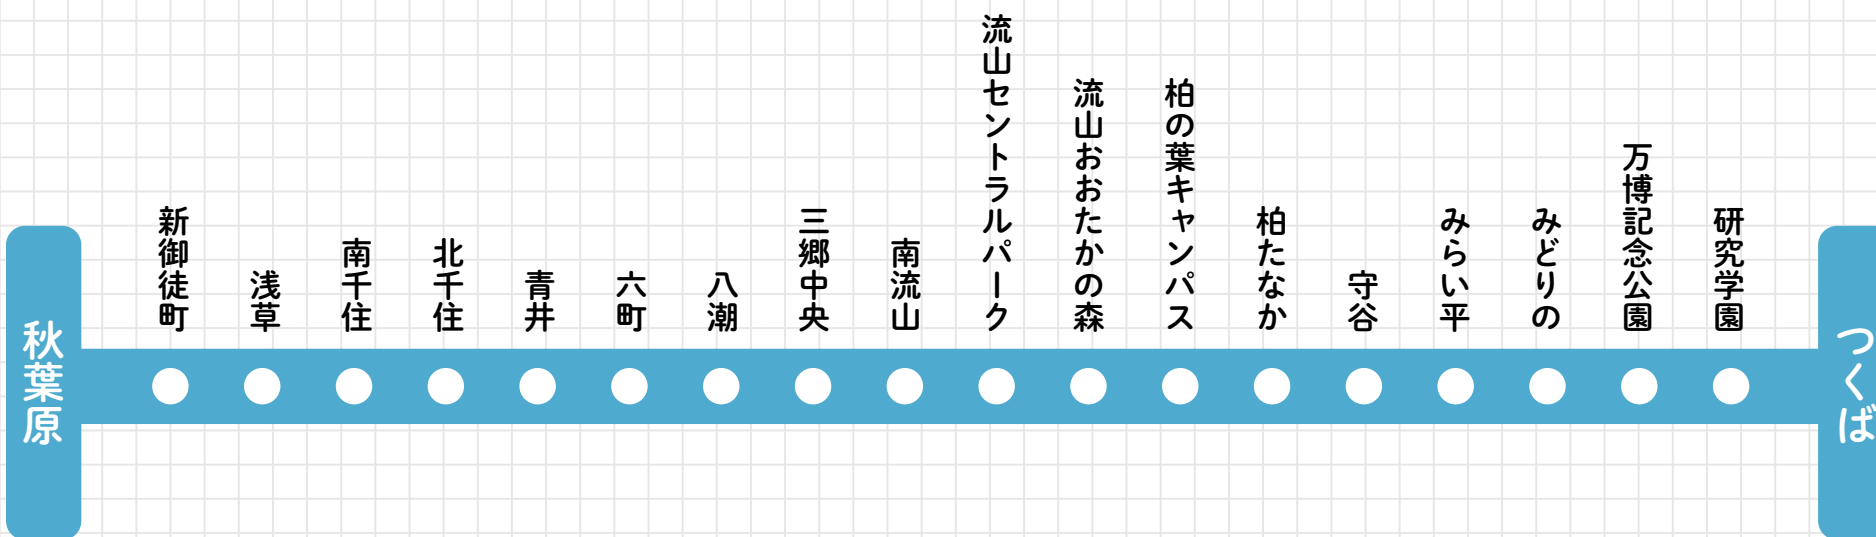 秋葉原
新御徒町
浅草
南千住
北千住
青井
六町
八潮
三郷中央
南流山
流山セントラルパーク
流山おおたかの森
柏の葉キャンパス
柏たなか
守谷
みらい平
みどりの
万博記念公園
研究学園
つくば